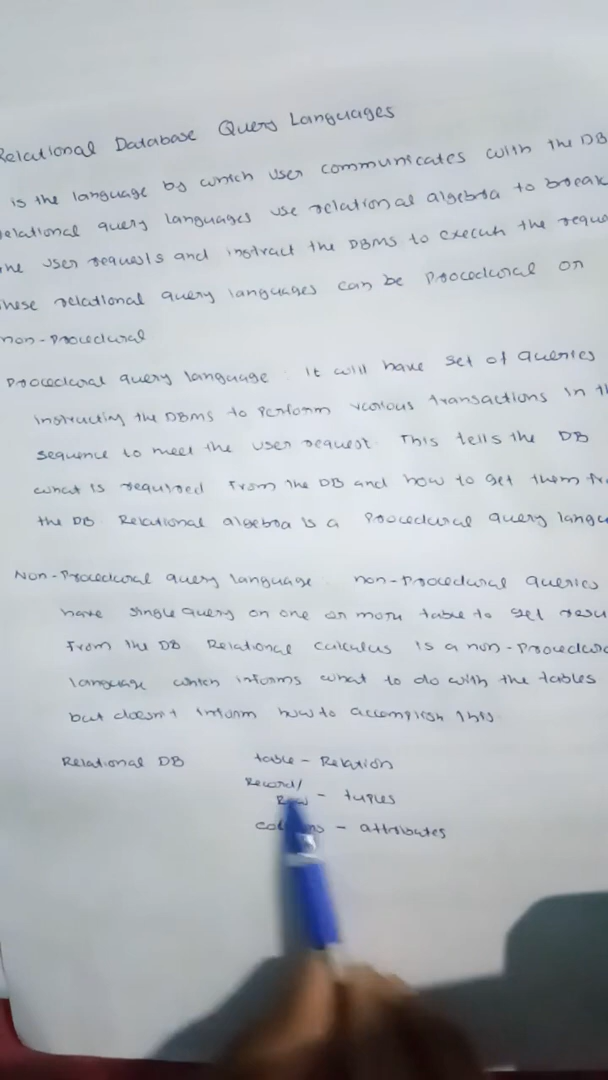 Relational Database Query Languages
is the language by which user communicates with the DB
relational query languages use relational algebra to break
the user requests and instruct the DBMS to execute the reque
These relational query languages can be Procedural or
non-Procedural
Procedural query language : It will have set of queries
instructing the DBMS to Perform various transactions in th
sequence to meet the user request. This tells the DB
what is required from the DB and how to get them fr
the DB. Relational algebra is a Procedural query langu
Non-Procedural query language non-Procedural queries
have single query on one or more table to get resu
From the DB Relational calculus is a non-Procedura
language which informs what to do with the tables
but doesn't inform how to accomplish this.
Relational DB table - Relation
Record/
Row - tuples
- attributes